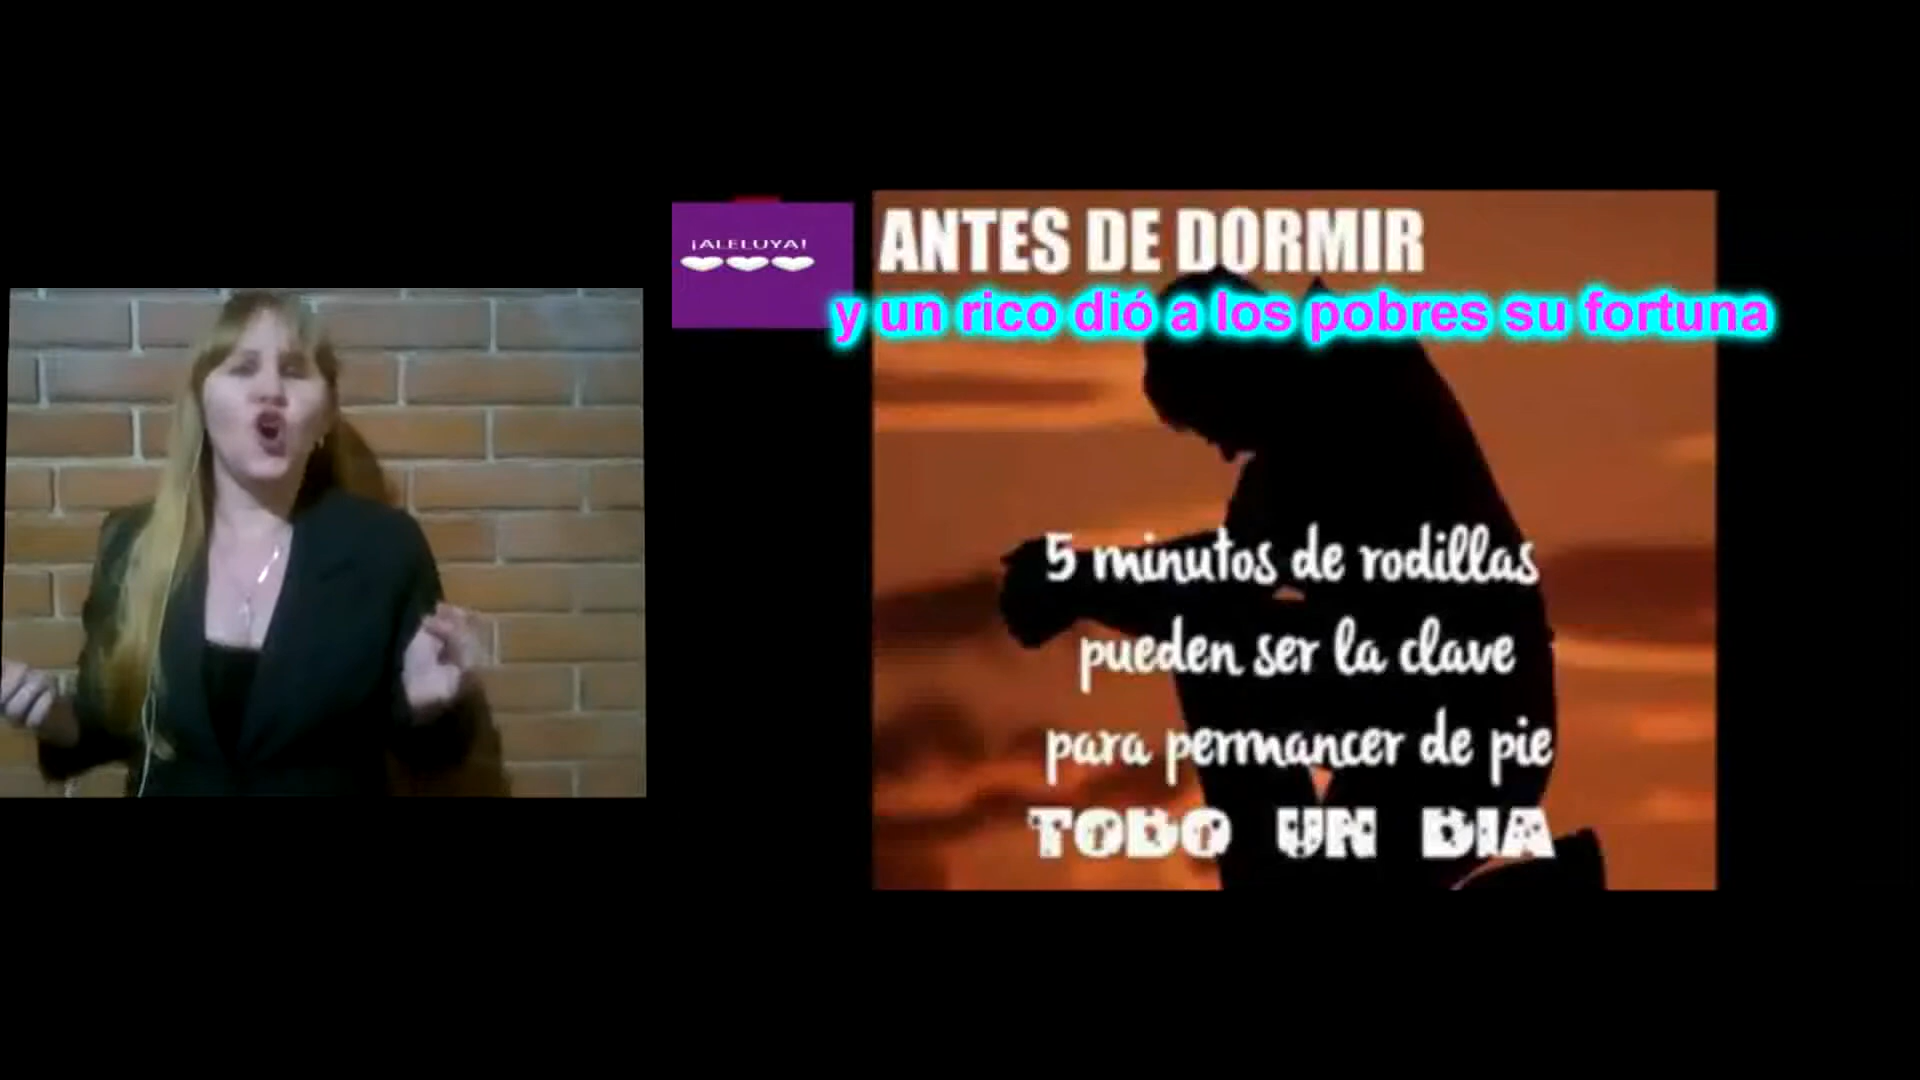 ¡ALELUYA!
ANTES DE DORMIR
y un rico dió a los pobres su fortuna
5 minutos de rodillas
pueden ser la clave
para permancer de pie
TODO UN DIA